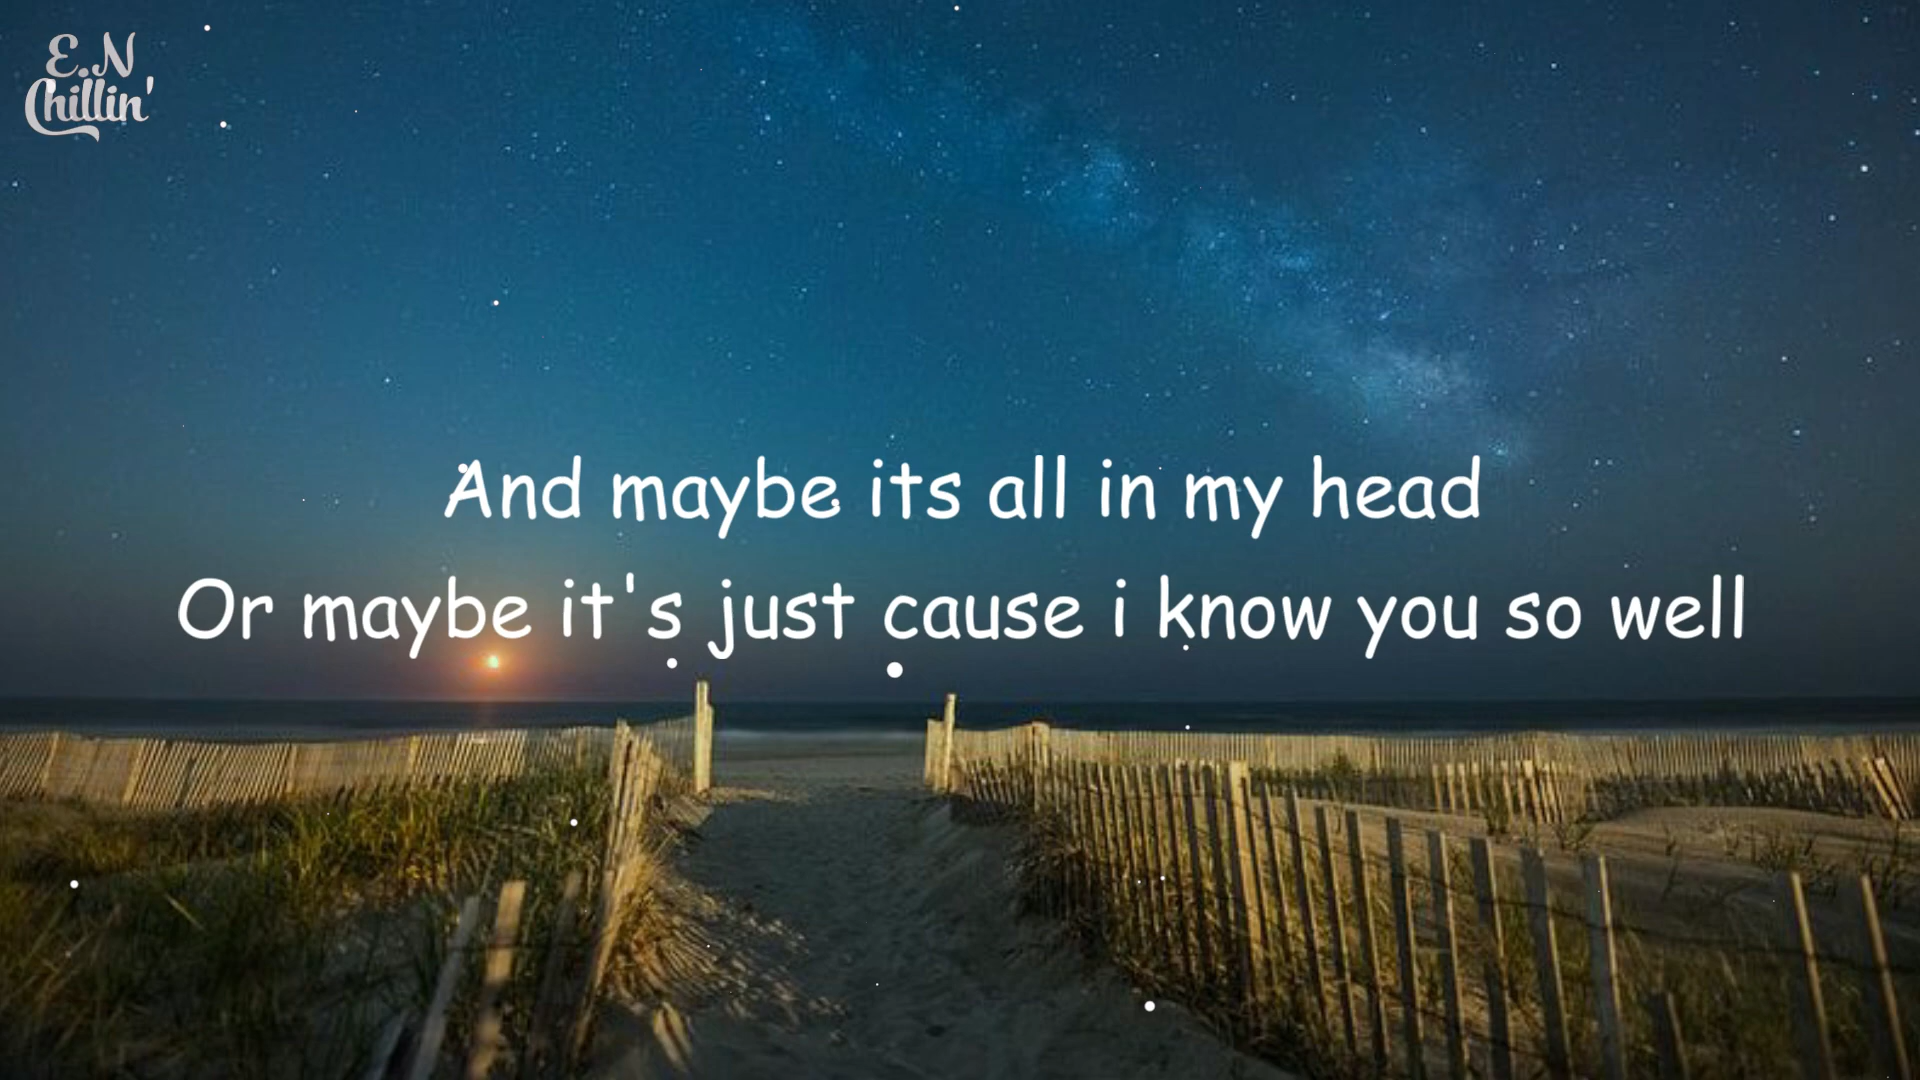 E.N
Chillin'
And maybe its all in my head
Or maybe it's just cause i know you so well